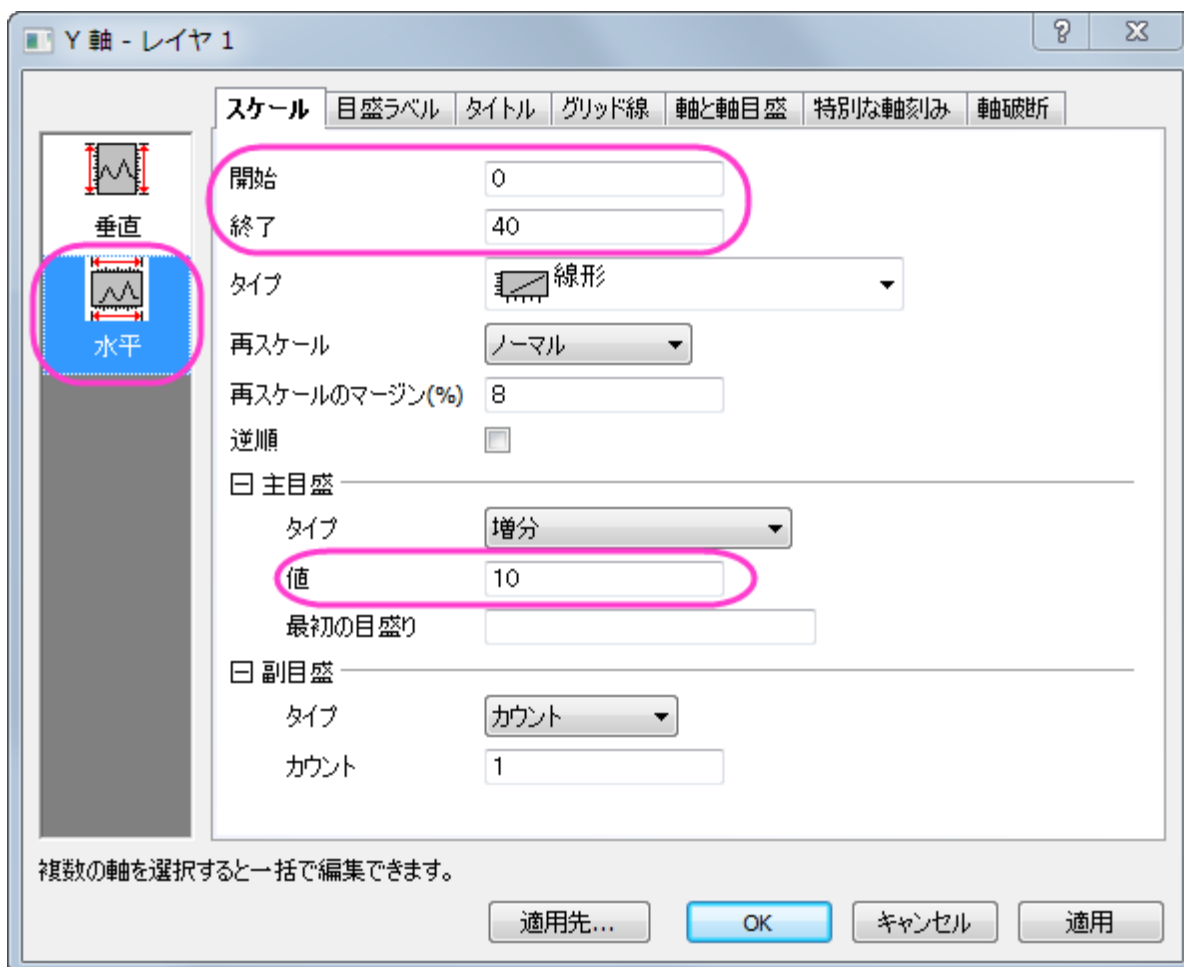 Y 軸 - レイヤ 1
スケール 目盛ラベル タイトル グリッド線 軸と軸目盛 特別な軸刻み 軸破断
垂直
水平
開始 0
終了 40
タイプ 線形
再スケール ノーマル
再スケールのマージン(%) 8
逆順
主目盛
タイプ 増分
値 10
最初の目盛り
副目盛
タイプ カウント
カウント 1
複数の軸を選択すると一括で編集できます。
適用先... OK キャンセル 適用